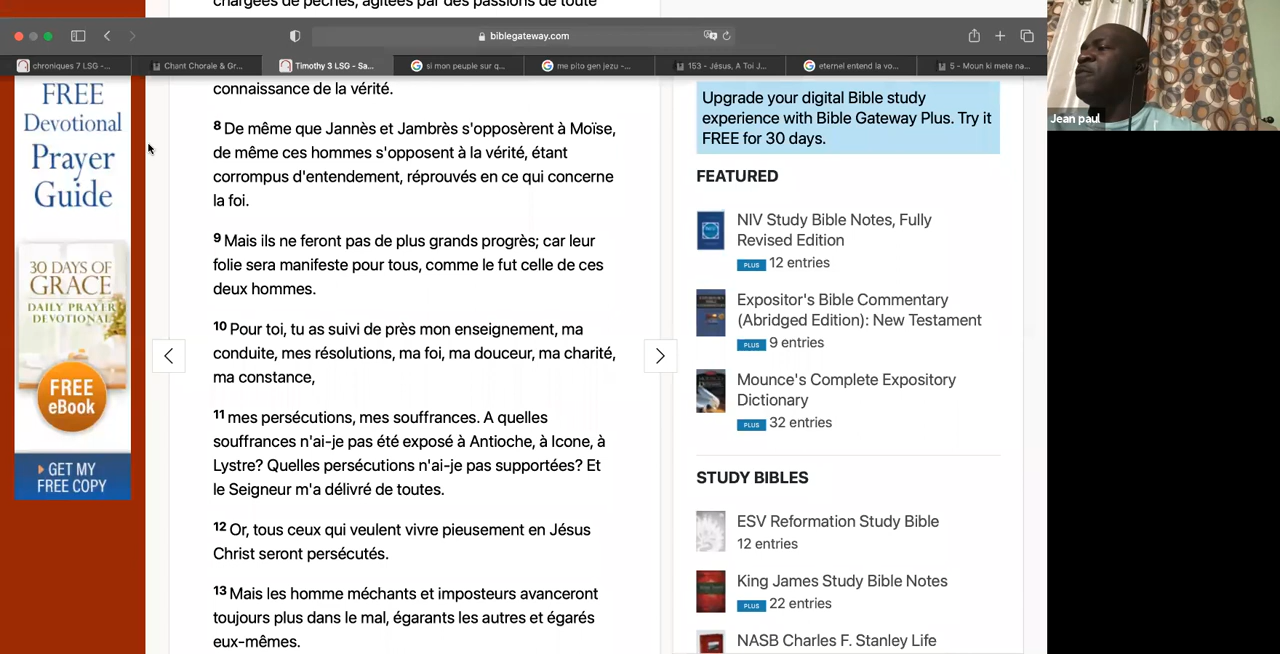 chargées de péchés, agitées par des passions de toute
biblegateway.com
chroniques 7 LSG -...
Chant Chorale & Gr...
Timothy 3 LSG - Sa...
si mon peuple sur q...
me pito gen jezu -...
153 - Jésus, A Toi J...
eternel entend la vo...
5 - Moun ki mete na...
Jean paul
FREE
Devotional
Prayer
Guide
30 DAYS OF
GRACE
DAILY PRAYER
DEVOTIONAL
FREE
eBook
GET MY
FREE COPY
connaissance de la vérité.
8 De même que Jannès et Jambrès s'opposèrent à Moïse,
de même ces hommes s'opposent à la vérité, étant
corrompus d'entendement, réprouvés en ce qui concerne
la foi.
9 Mais ils ne feront pas de plus grands progrès; car leur
folie sera manifeste pour tous, comme le fut celle de ces
deux hommes.
10 Pour toi, tu as suivi de près mon enseignement, ma
conduite, mes résolutions, ma foi, ma douceur, ma charité,
ma constance,
11 mes persécutions, mes souffrances. A quelles
souffrances n'ai-je pas été exposé à Antioche, à Icone, à
Lystre? Quelles persécutions n'ai-je pas supportées? Et
le Seigneur m'a délivré de toutes.
12 Or, tous ceux qui veulent vivre pieusement en Jésus
Christ seront persécutés.
13 Mais les homme méchants et imposteurs avanceront
toujours plus dans le mal, égarants les autres et égarés
eux-mêmes.
Upgrade your digital Bible study
experience with Bible Gateway Plus. Try it
FREE for 30 days.
FEATURED
NIV Study Bible Notes, Fully
Revised Edition
PLUS 12 entries
Expositor's Bible Commentary
(Abridged Edition): New Testament
PLUS 9 entries
Mounce's Complete Expository
Dictionary
PLUS 32 entries
STUDY BIBLES
ESV Reformation Study Bible
12 entries
King James Study Bible Notes
PLUS 22 entries
NASB Charles F. Stanley Life